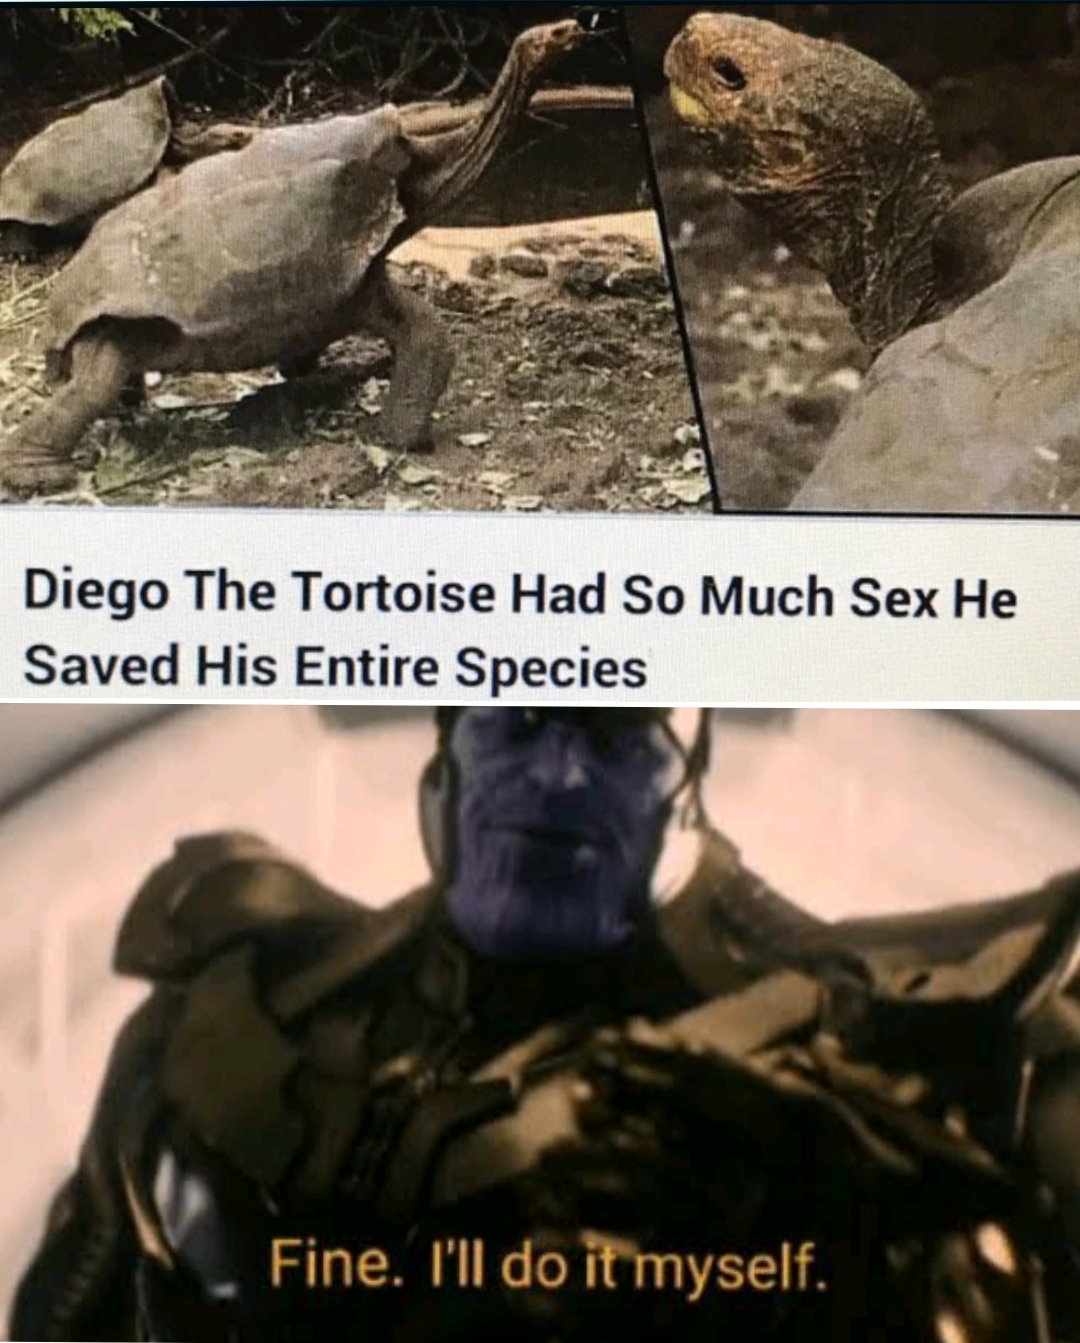 Diego The Tortoise Had So Much Sex He
Saved His Entire Species
Fine. I'll do it myself.